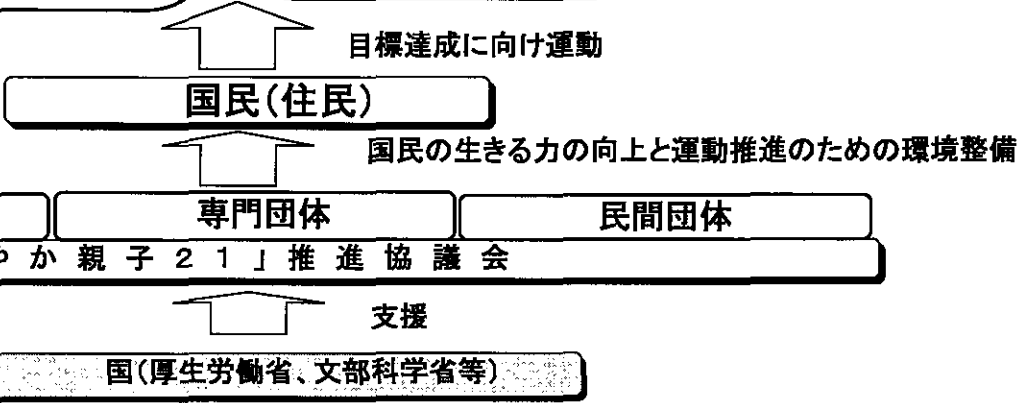 目標達成に向け運動
国民(住民)
国民の生きる力の向上と運動推進のための環境整備
専門団体 民間団体
やか親子21」推進協議会
支援
国(厚生労働省、文部科学省等)